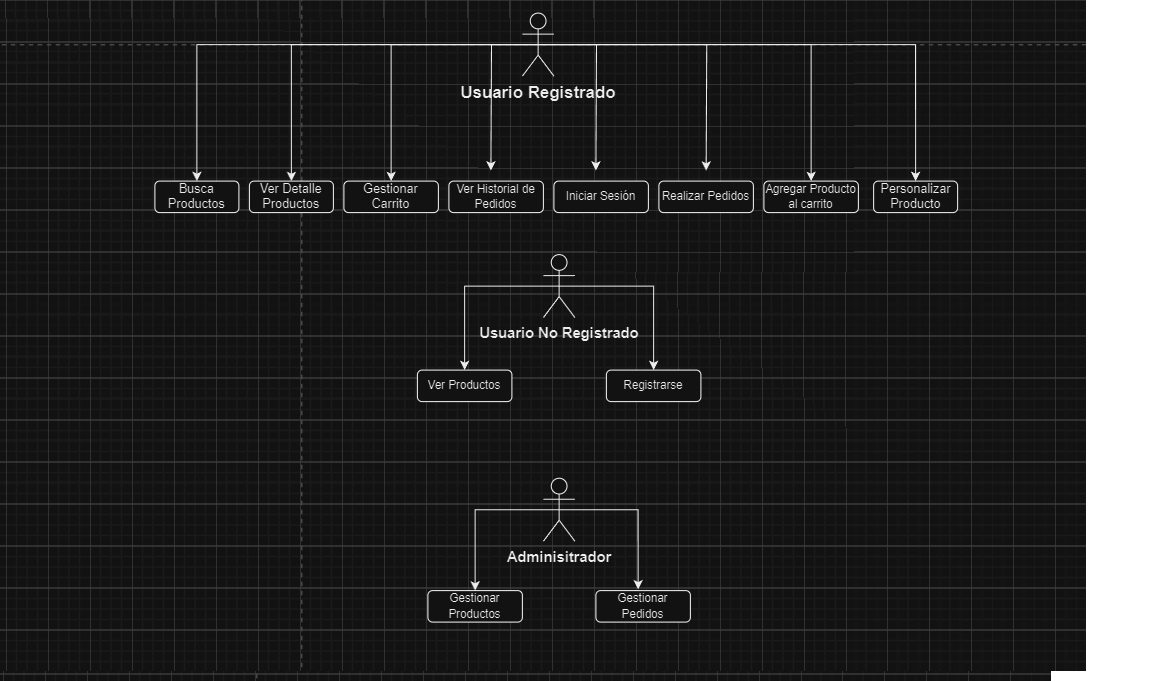 Usuario Registrado
Busca
Productos
Ver Detalle
Productos
Gestionar
Carrito
Ver Historial de
Pedidos
Iniciar Sesión
Realizar Pedidos
Agregar Producto
al carrito
Personalizar
Producto
Usuario No Registrado
Ver Productos
Registrarse
Adminisitrador
Gestionar
Productos
Gestionar
Pedidos